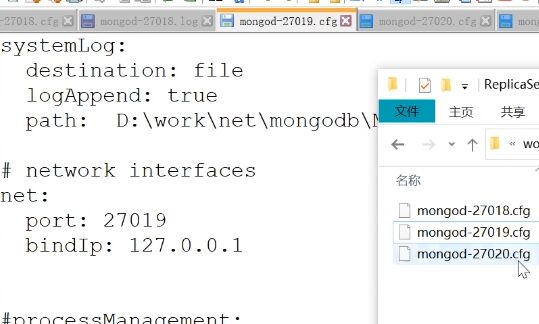 -27018.cfg mongod-27018.log mongod-27019.cfg mongod-27020.cfg mon
systemLog:
destination: file
logAppend: true
path: D:\work\net\mongodb\
# network interfaces
net:
port: 27019
bindIp: 127.0.0.1
#processManagement:
ReplicaSe
文件 主页 共享
« wo
名称
mongod-27018.cfg
mongod-27019.cfg
mongod-27020.cfg